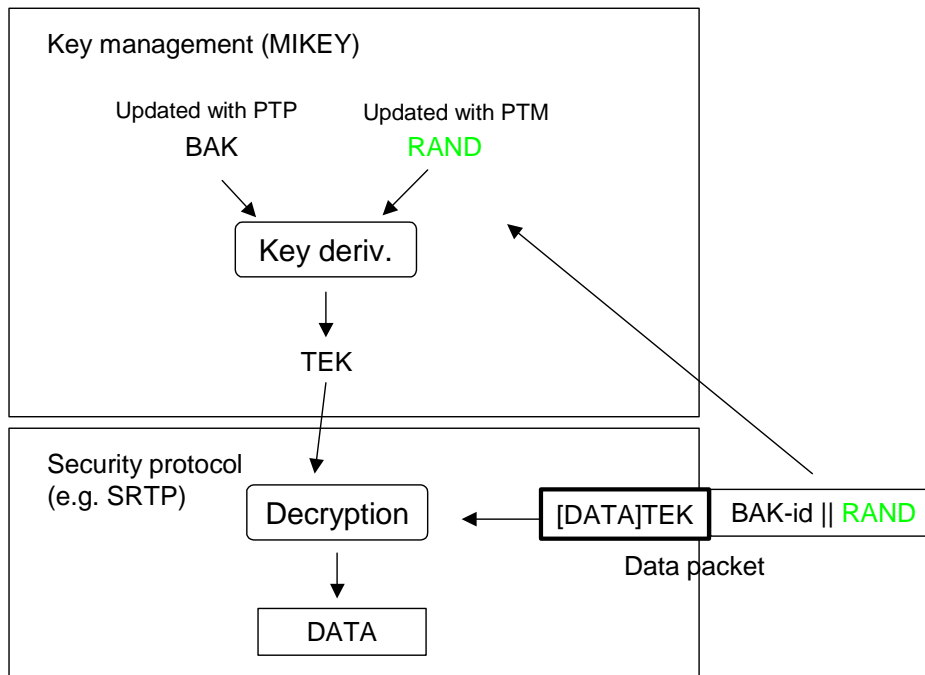 Key management (MIKEY)
Updated with PTP
Updated with PTM
BAK
RAND
Key deriv.
TEK
Security protocol
(e.g. SRTP)
Decryption
[DATA]TEK
BAK-id || RAND
Data packet
DATA